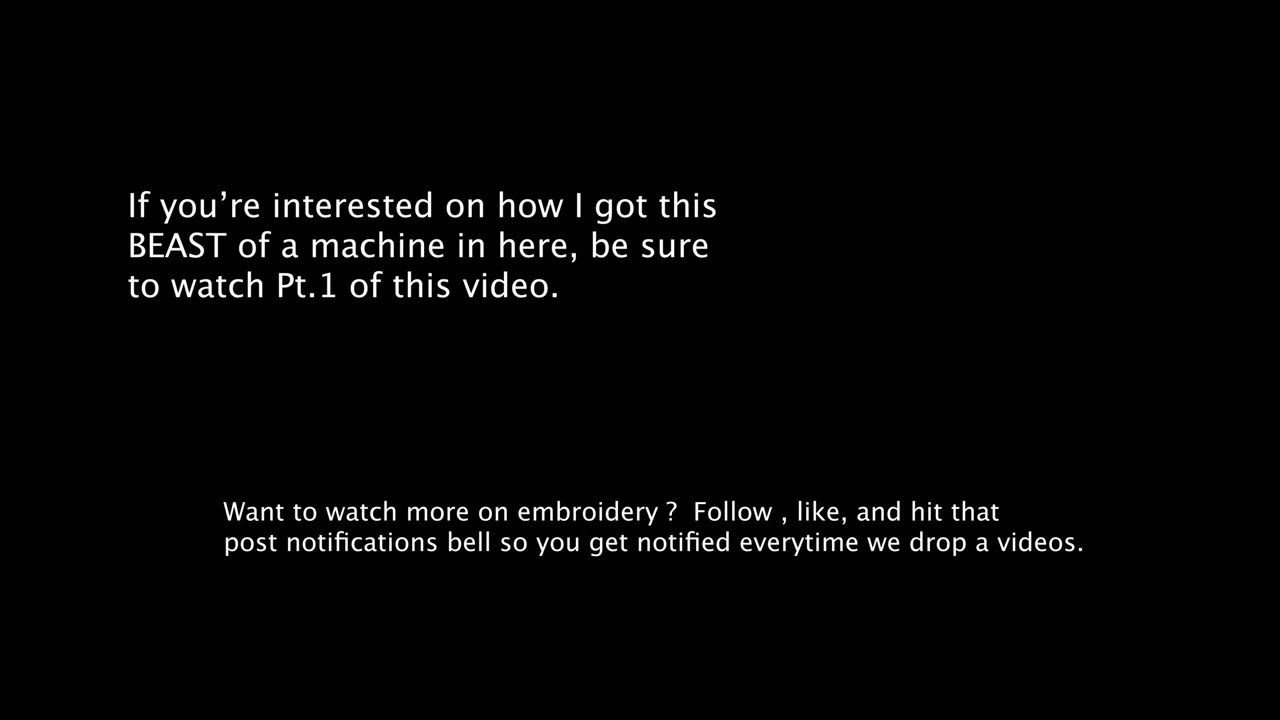 If you’re interested on how I got this
BEAST of a machine in here, be sure
to watch Pt.1 of this video.
Want to watch more on embroidery ?  Follow , like, and hit that
post notifications bell so you get notified everytime we drop a videos.